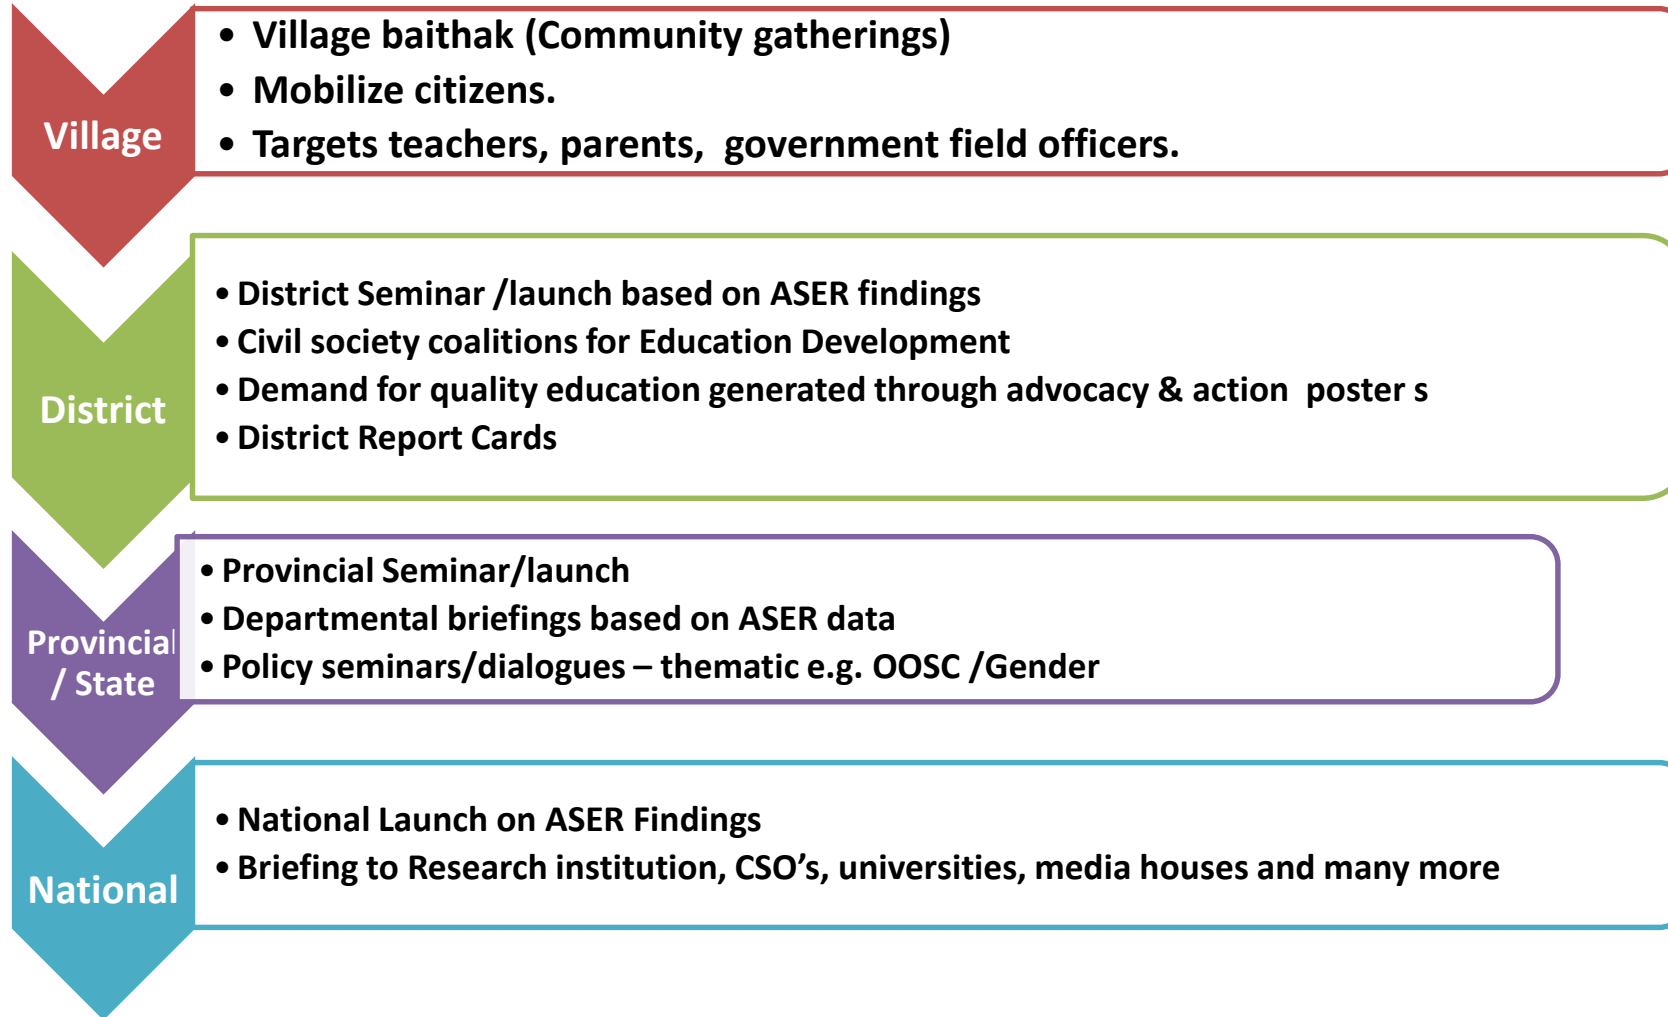 Village
• Village baithak (Community gatherings)
• Mobilize citizens.
• Targets teachers, parents, government field officers.
District
• District Seminar /launch based on ASER findings
• Civil society coalitions for Education Development
• Demand for quality education generated through advocacy & action poster s
• District Report Cards
Provincial
/ State
• Provincial Seminar/launch
• Departmental briefings based on ASER data
• Policy seminars/dialogues – thematic e.g. OOSC /Gender
National
• National Launch on ASER Findings
• Briefing to Research institution, CSO’s, universities, media houses and many more